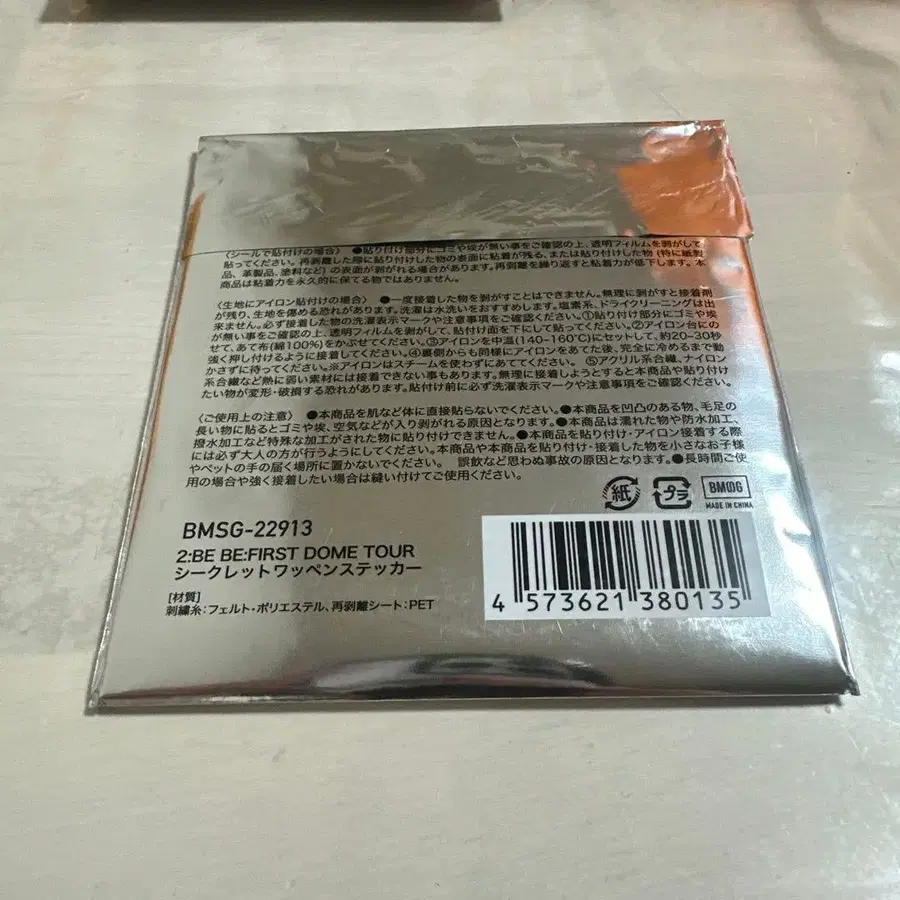 〈シールで貼付けの場合〉 ●貼り付け部分にゴミや埃が無い事をご確認の上、透明フィルムを剥がして
貼ってください。再剥離した際に貼り付けした物の表面に粘着が残る、または貼り付けした物（特に紙製
品、革製品、塗料など）の表面が剥がれる場合があります。再剥離を繰り返すと粘着力が低下します。本
商品は粘着力を永久的に保てる物ではありません。
〈生地にアイロン貼付けの場合〉 ●一度接着した物を剥がすことはできません。無理に剥がすと接着剤
が残り、生地を傷める恐れがあります。洗濯は水洗いをおすすめします。塩素系、ドライクリーニングは出
来ません。必ず接着した物の洗濯表示マークや注意事項をご確認ください。①貼り付け部分にゴミや埃
が無い事をご確認の上、透明フィルムを剥がして、貼付け面を下にして貼ってください。②アイロン台にの
せて、あて布(綿100%)をかぶせてください。③アイロンを中温(140-160℃)にセットして、約20-30秒
強く押し付けるように接着してください。④裏側からも同様にアイロンをあてた後、完全に冷めるまで動
かさずに待ってください。※アイロンはスチームを使わずにあててください。 ⑤アクリル系合繊、ナイロン
系合繊など熱に弱い素材には接着できない事もあります。無理に接着しようとしようとすると本商品や貼り付け
たい物が変形・破損する恐れがあります。貼付け前に必ず洗濯表示マークや注意事項をご確認ください。
〈ご使用上の注意〉 ●本商品を肌など体に直接貼らないでください。●本商品を凹凸のある物、毛足の
長い物に貼るとゴミや埃、空気などが入り剥がれる原因となります。●本商品は濡れた物や防水加工、
撥水加工など特殊な加工がされた物に貼り付けできません。●本商品を貼り付け・アイロン接着する際
には必ず大人の方が行うようにしてください。本商品や本商品を貼り付け・接着した物を小さなお子様
やペットの手の届く場所に置かないでください。 誤飲など思わぬ事故の原因となります。●長時間ご使
用の場合や強く接着したい場合は縫い付けてご使用ください。
紙 プラ BMSG
MADE IN CHINA
BMSG-22913
2:BE BE:FIRST DOME TOUR
シークレットワッペンステッカー
[材質]
刺繍糸：フェルト・ポリエステル、再剥離シート：PET
4 573621 380135